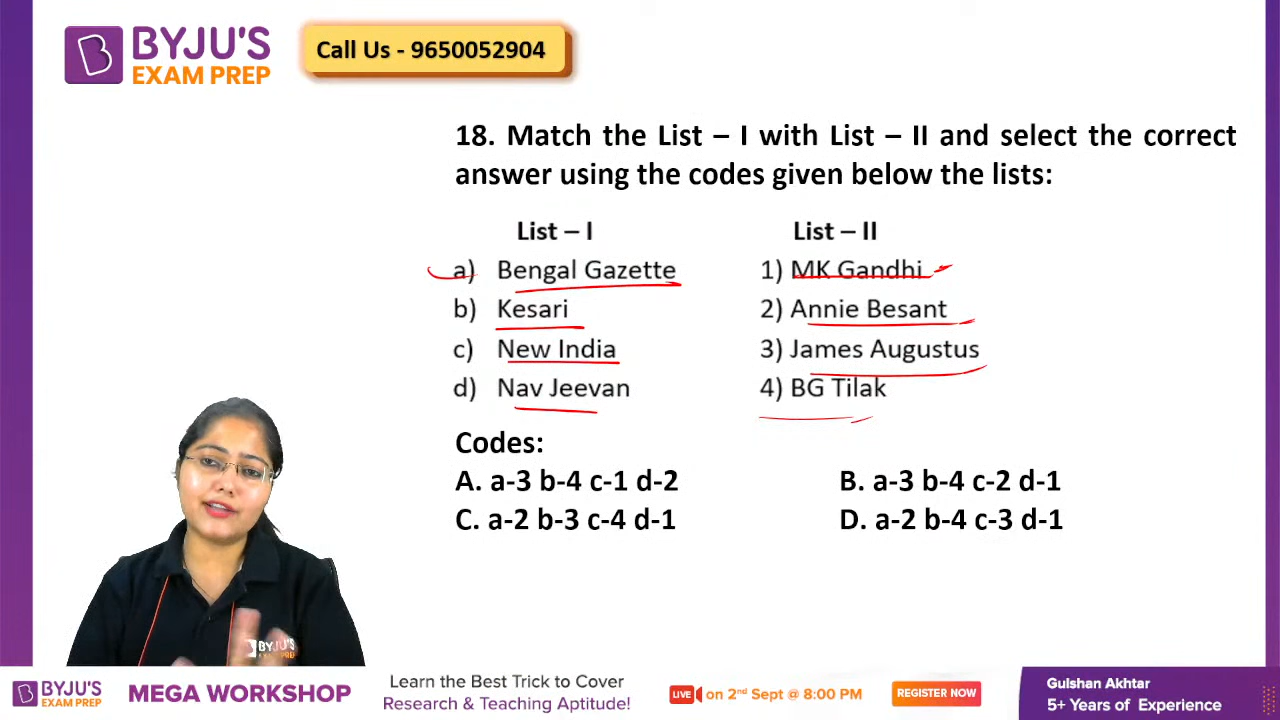 BYJU'S
EXAM PREP
Call Us - 9650052904
18. Match the List – I with List – II and select the correct
answer using the codes given below the lists:
List – I
List – II
a) Bengal Gazette
1) MK Gandhi
b) Kesari
2) Annie Besant
c) New India
3) James Augustus
d) Nav Jeevan
4) BG Tilak
Codes:
A. a-3 b-4 c-1 d-2
B. a-3 b-4 c-2 d-1
C. a-2 b-3 c-4 d-1
D. a-2 b-4 c-3 d-1
BYJU'S
EXAM PREP
BYJU'S
EXAM PREP
MEGA WORKSHOP
Learn the Best Trick to Cover
Research & Teaching Aptitude!
LIVE on 2nd Sept @ 8:00 PM
REGISTER NOW
Gulshan Akhtar
5+ Years of Experience